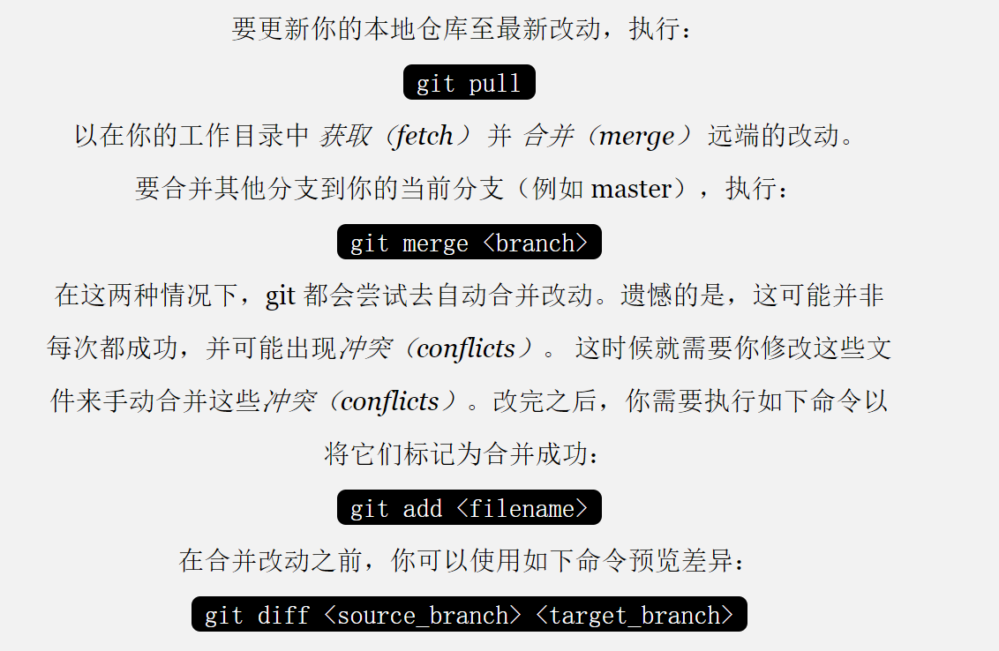 要更新你的本地仓库至最新改动，执行：
git pull
以在你的工作目录中 获取（fetch） 并 合并（merge） 远端的改动。
要合并其他分支到你的当前分支（例如 master），执行：
git merge <branch>
在这两种情况下，git 都会尝试去自动合并改动。遗憾的是，这可能并非
每次都成功，并可能出现冲突（conflicts）。 这时候就需要你修改这些文
件来手动合并这些冲突（conflicts）。改完之后，你需要执行如下命令以
将它们标记为合并成功：
git add <filename>
在合并改动之前，你可以使用如下命令预览差异：
git diff <source_branch> <target_branch>